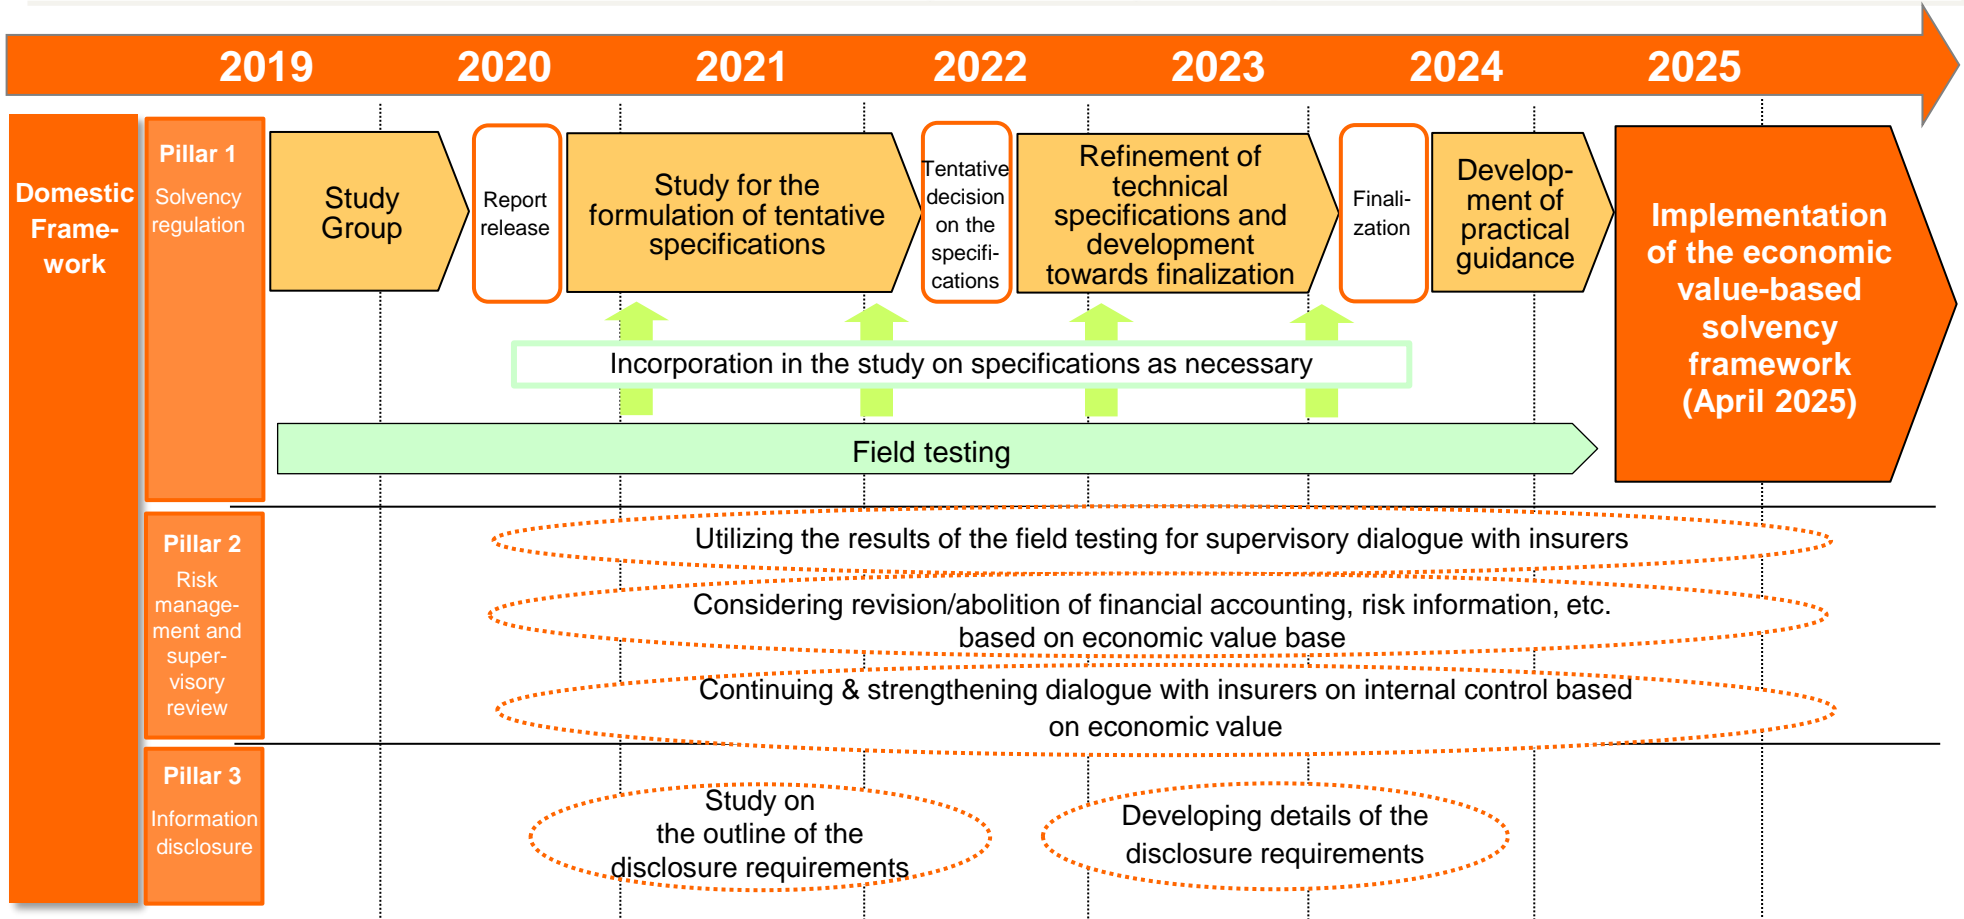 2019 2020 2021 2022 2023 2024 2025
Domestic
Frame-
work
Pillar 1
Solvency
regulation
Study
Group
Report
release
Study for the
formulation of tentative
specifications
Tentative
decision
on the
specifi-
cations
Refinement of
technical
specifications and
development
towards finalization
Finali-
zation
Develop-
ment of
practical
guidance
Implementation
of the economic
value-based
solvency
framework
(April 2025)
Incorporation in the study on specifications as necessary
Field testing
Pillar 2
Risk
manage-
ment and
super-
visory
review
Utilizing the results of the field testing for supervisory dialogue with insurers
Considering revision/abolition of financial accounting, risk information, etc.
based on economic value base
Continuing & strengthening dialogue with insurers on internal control based
on economic value
Pillar 3
Information
disclosure
Study on
the outline of the
disclosure requirements
Developing details of the
disclosure requirements